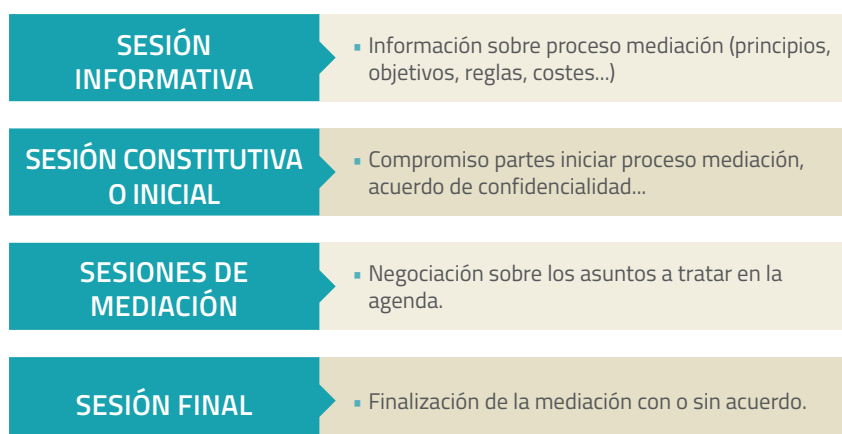 SESIÓN
INFORMATIVA
▪ Información sobre proceso mediación (principios,
objetivos, reglas, costes...)
SESIÓN CONSTITUTIVA
O INICIAL
▪ Compromiso partes iniciar proceso mediación,
acuerdo de confidencialidad...
SESIONES DE
MEDIACIÓN
▪ Negociación sobre los asuntos a tratar en la
agenda.
SESIÓN FINAL
▪ Finalización de la mediación con o sin acuerdo.